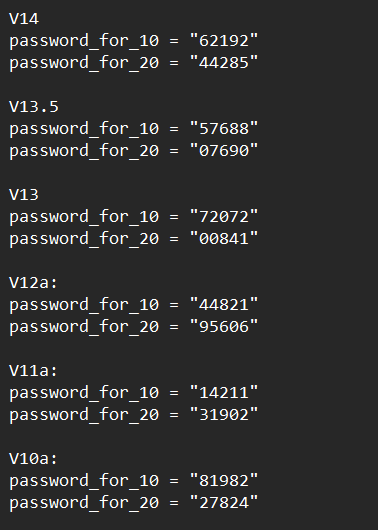 V14
password_for_10 = "62192"
password_for_20 = "44285"
V13.5
password_for_10 = "57688"
password_for_20 = "07690"
V13
password_for_10 = "72072"
password_for_20 = "00841"
V12a:
password_for_10 = "44821"
password_for_20 = "95606"
V11a:
password_for_10 = "14211"
password_for_20 = "31902"
V10a:
password_for_10 = "81982"
password_for_20 = "27824"